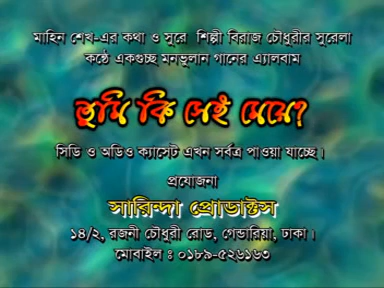 মাহিন শেখ-এর কথা ও সুরে শিল্পী বিরাজ চৌধুরীর সুরেলা
কন্ঠে একগুচ্ছ মনভুলান গানের এ্যালবাম
তুমি কি সেই মেয়ে?
সিডি ও অডিও ক্যাসেট এখন সর্বত্র পাওয়া যাচ্ছে।
প্রযোজনা
সারিন্দা প্রোডাক্টস
১৪/২, রজনী চৌধুরী রোড, গেন্ডারিয়া, ঢাকা।
মোবাইল : ০১৮৯-৫২৬১৬৩